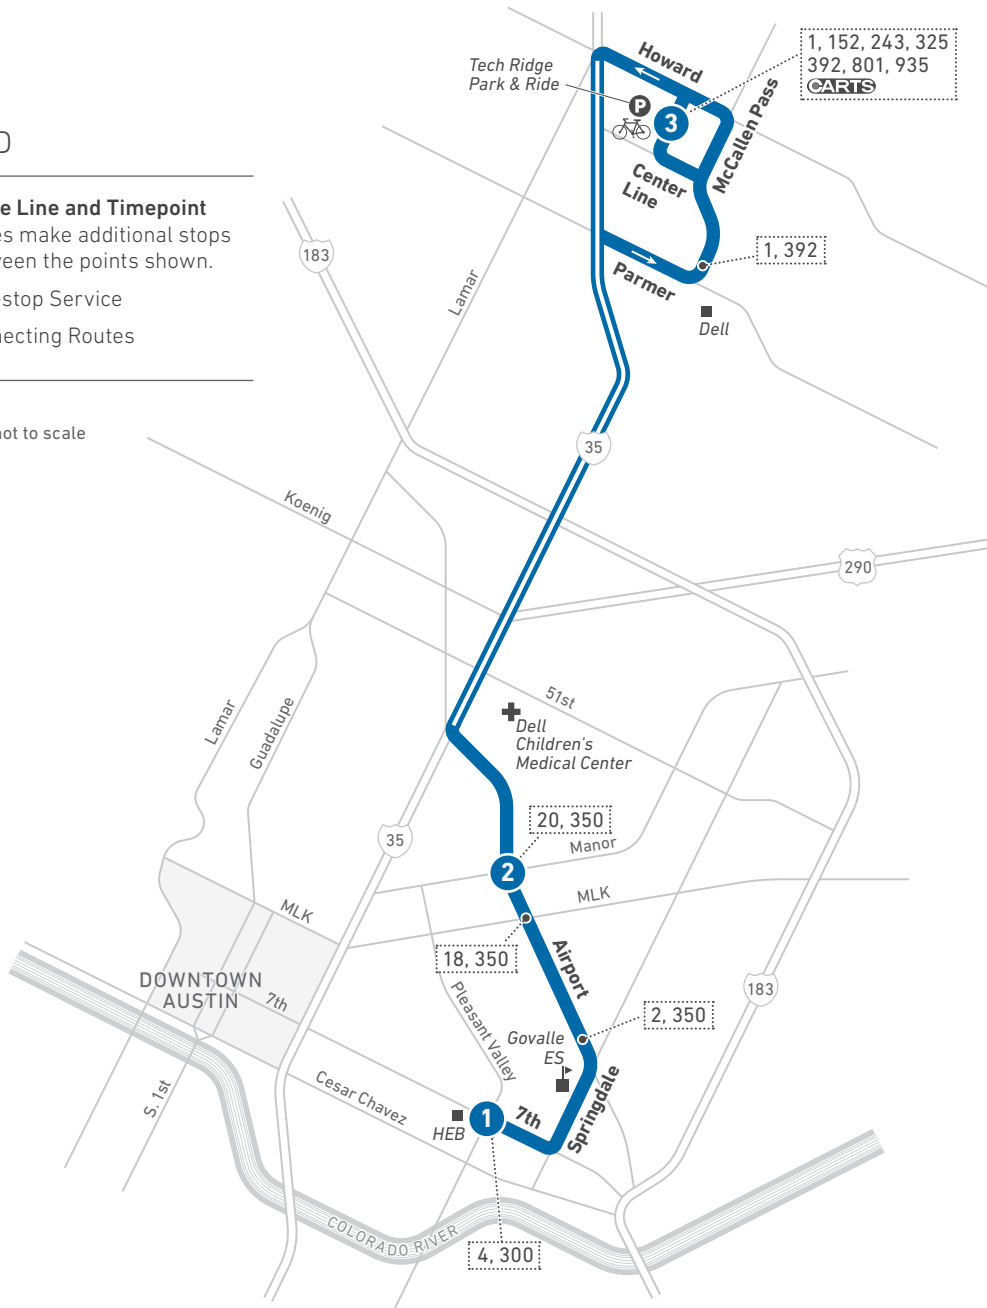 D
e Line and Timepoint
es make additional stops
ween the points shown.
-stop Service
necting Routes
not to scale
Howard
Tech Ridge
Park & Ride
P
3
1, 152, 243, 325
392, 801, 935
CARTS
McCallen Pass
Center
Line
1, 392
Parmer
Dell
183
Lamar
35
Koenig
290
51st
Dell
Children's
Medical Center
Lamar
Guadalupe
20, 350
Manor
35
2
MLK
MLK
18, 350
Airport
DOWNTOWN
AUSTIN
7th
Pleasant Valley
183
2, 350
Govalle
ES
Springdale
Cesar Chavez
S. 1st
HEB
1
7th
COLORADO RIVER
4, 300